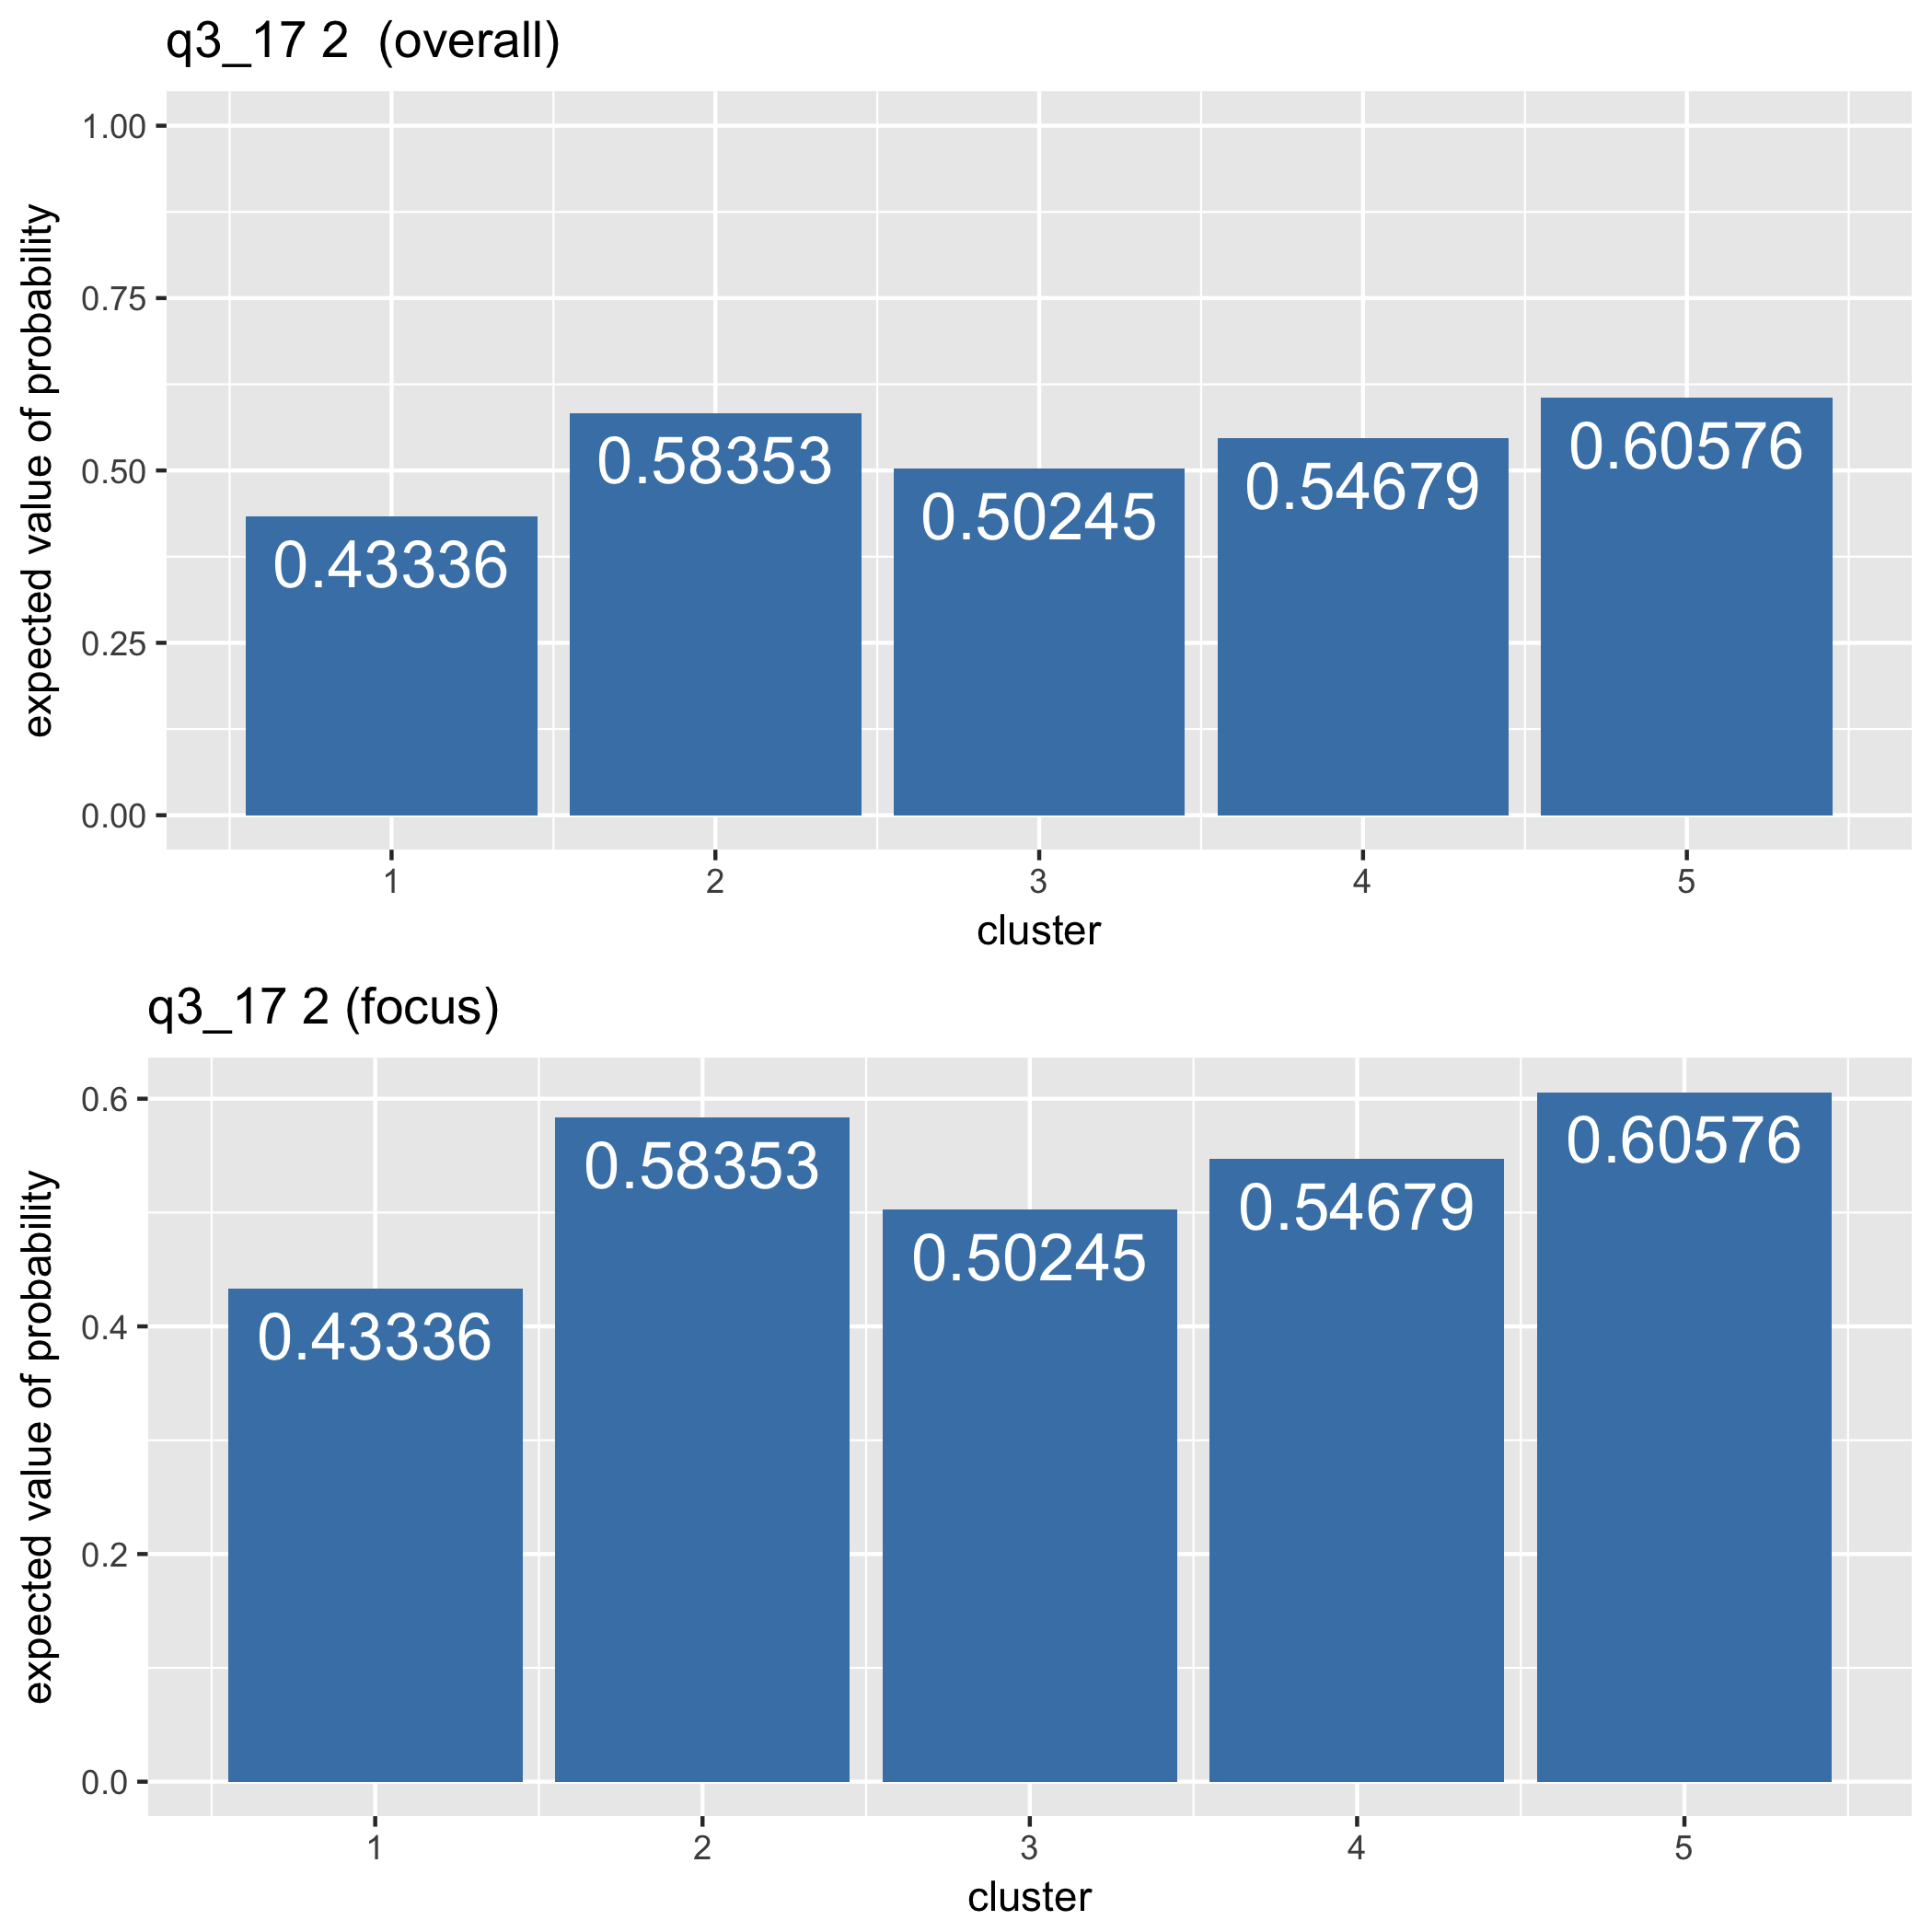 q3_17 2  (overall)
expected value of probability
1.00
0.75
0.50
0.25
0.00
0.43336
0.58353
0.50245
0.54679
0.60576
1 2 3 4 5
cluster
q3_17 2 (focus)
expected value of probability
0.6
0.4
0.2
0.0
0.43336
0.58353
0.50245
0.54679
0.60576
1 2 3 4 5
cluster